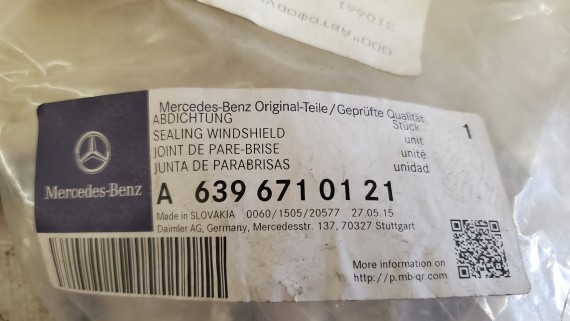 Mercedes-Benz Original-Teile/Geprüfte Qualität
ABDICHTUNG Stück 1
SEALING WINDSHIELD unit
JOINT DE PARE-BRISE unité
JUNTA DE PARABRISAS unidad
Mercedes-Benz
A 639 671 01 21
Made in SLOVAKIA 0060/1505/20577 27.05.15
Daimler AG, Germany, Mercedesstr. 137, 70327 Stuttgart
More information on
http://p.mb-qr.com